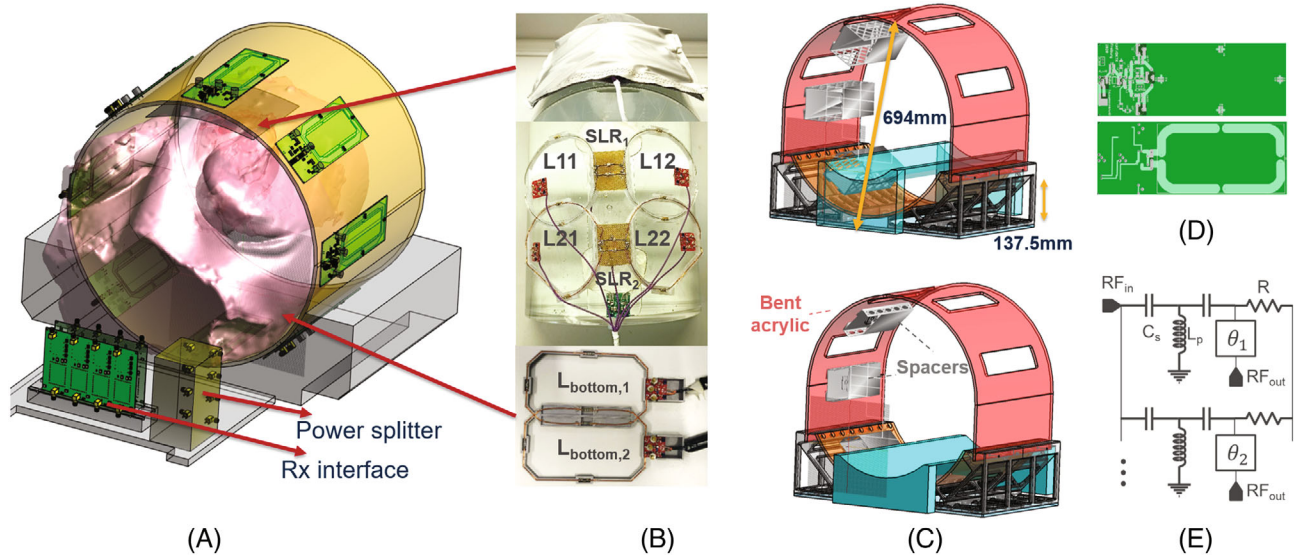 Power splitter
Rx interface
(A)
SLR₁
L11
L12
L21
L22
SLR₂
Lbottom,1
Lbottom,2
(B)
694mm
137.5mm
Bent
acrylic
Spacers
(C)
(D)
RFin
R
Cs
Lp
θ1
RFout
θ2
RFout
(E)